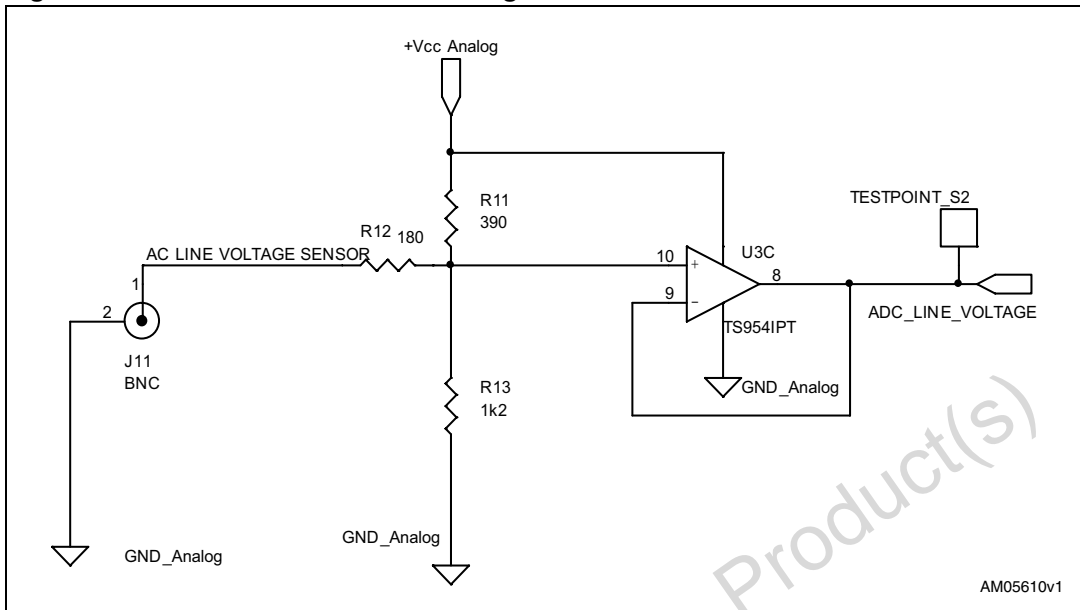 +Vcc Analog
R11
390
R12 180
AC LINE VOLTAGE SENSOR
1
2
J11
BNC
R13
1k2
GND_Analog
GND_Analog
10
+
9
−
8
U3C
TS954IPT
GND_Analog
TESTPOINT_S2
ADC_LINE_VOLTAGE
Product(s)
AM05610v1